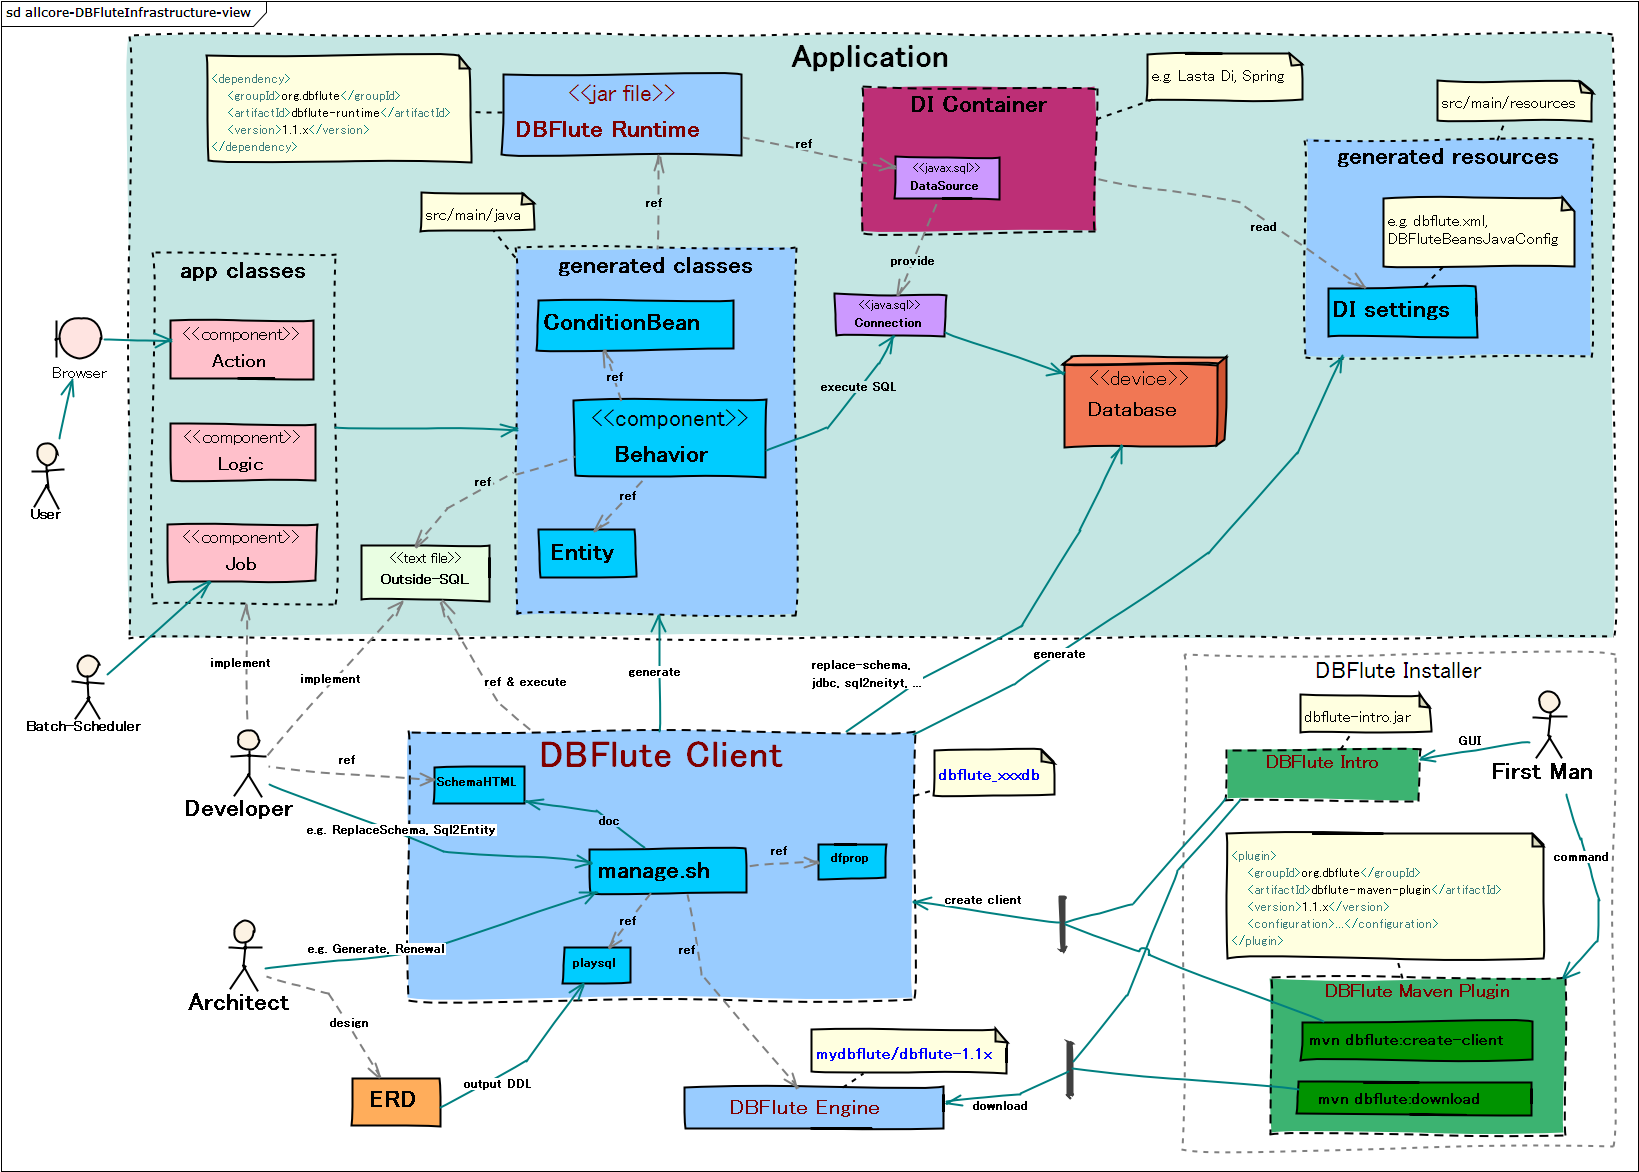 sd allcore-DBFluteInfrastructure-view
Application
<dependency>
<groupId>org.dbflute</groupId>
<artifactId>dbflute-runtime</artifactId>
<version>1.1.x</version>
</dependency>
<<jar file>>
DBFlute Runtime
ref
DI Container
<<javax.sql>>
DataSource
e.g. Lasta Di, Spring
src/main/resources
generated resources
e.g. dbflute.xml,
DBFluteBeansJavaConfig
DI settings
read
ref
src/main/java
provide
<<java.sql>>
Connection
app classes
<<component>>
Action
<<component>>
Logic
<<component>>
Job
generated classes
ConditionBean
ref
<<component>>
Behavior
ref
Entity
execute SQL
<<device>>
Database
ref
<<text file>>
Outside-SQL
Browser
User
Batch-Scheduler
implement
implement
ref & execute
generate
replace-schema,
jdbc, sql2neityt, ...
generate
Developer
ref
e.g. ReplaceSchema, Sql2Entity
DBFlute Client
SchemaHTML
doc
manage.sh
ref
dfprop
ref
playsql
ref
dbflute_xxxdb
Architect
e.g. Generate, Renewal
design
ERD
output DDL
mydbflute/dbflute-1.1x
DBFlute Engine
download
create client
DBFlute Installer
dbflute-intro.jar
DBFlute Intro
GUI
First Man
command
<plugin>
<groupId>org.dbflute</groupId>
<artifactId>dbflute-maven-plugin</artifactId>
<version>1.1.x</version>
<configuration>...</configuration>
</plugin>
DBFlute Maven Plugin
mvn dbflute:create-client
mvn dbflute:download